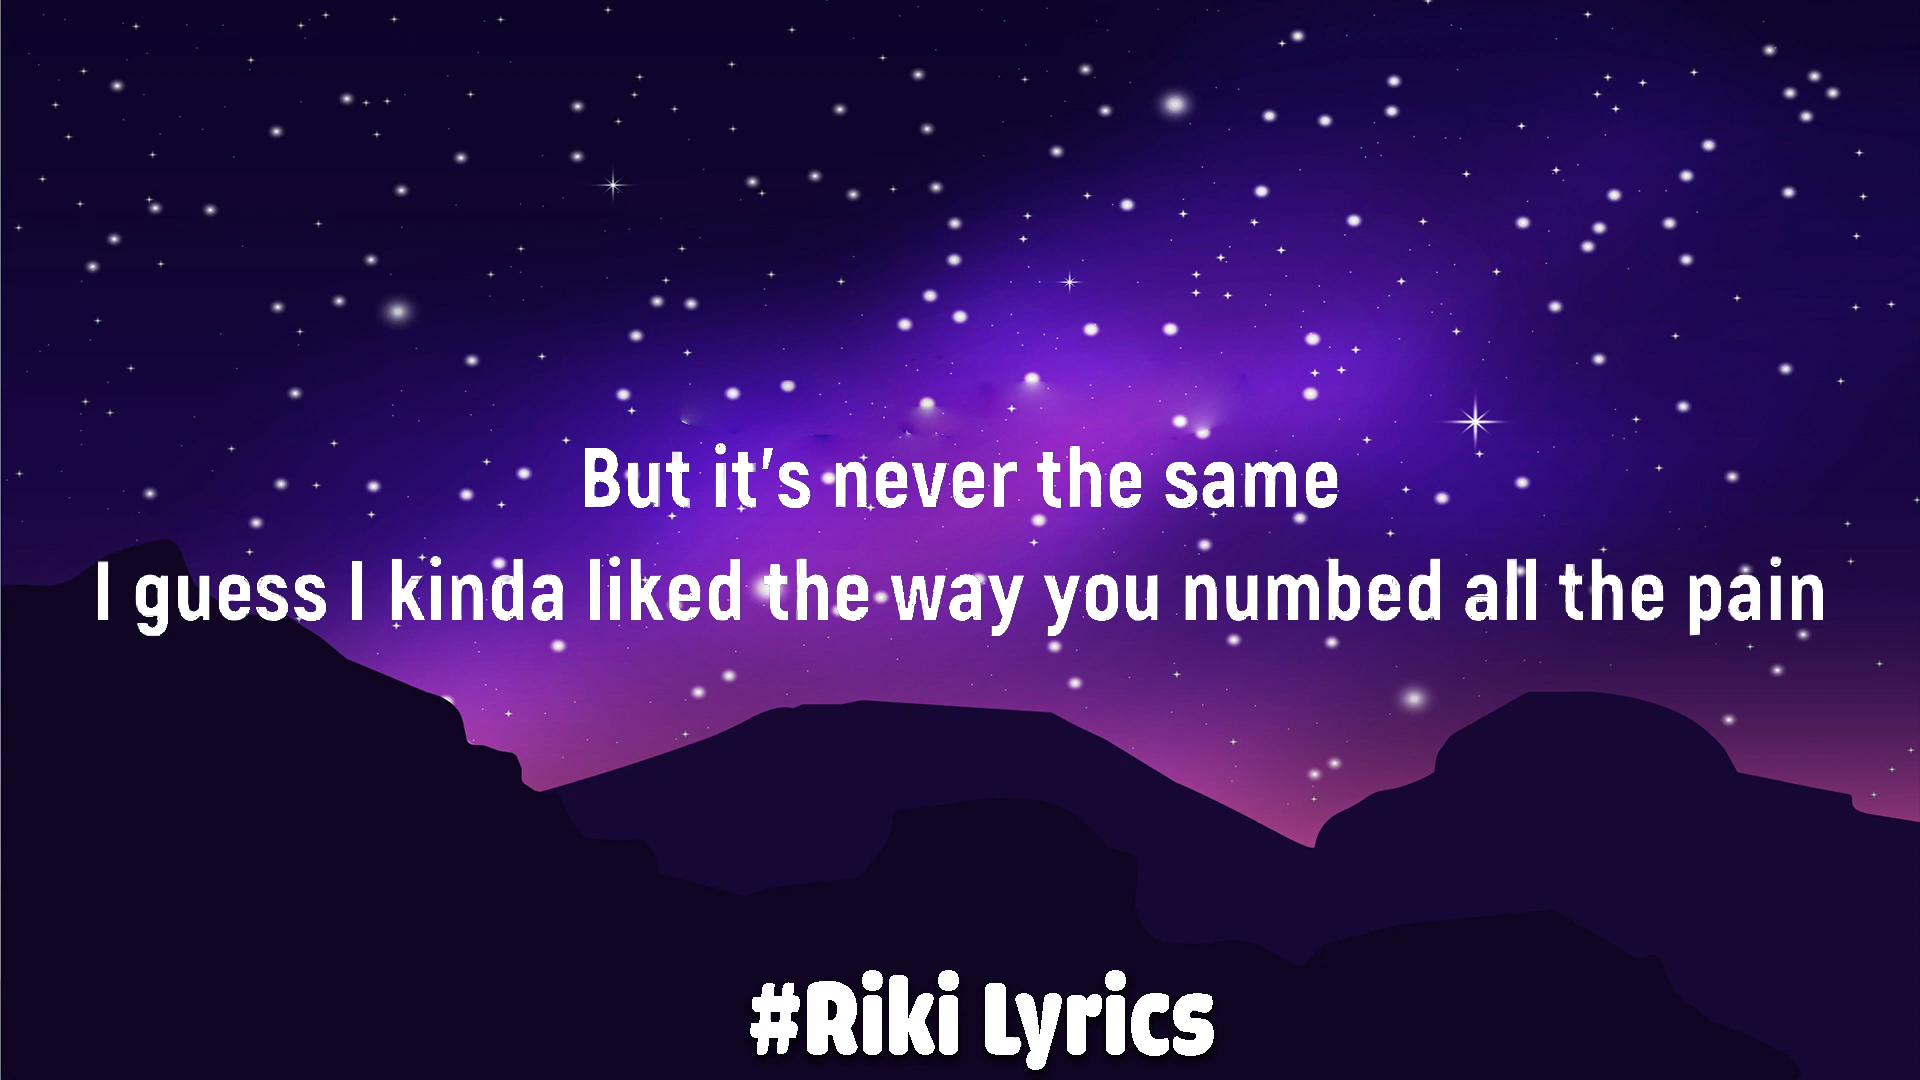 But it's never the same
I guess I kinda liked the way you numbed all the pain
#Riki Lyrics